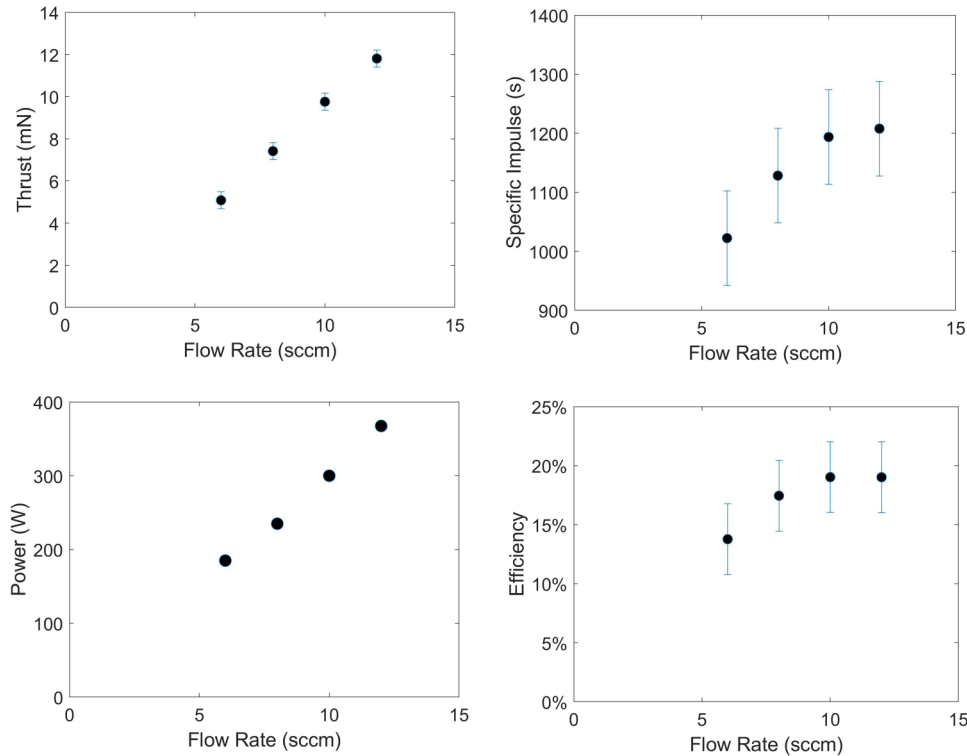 14
12
10
8
6
4
2
0
Thrust (mN)
0 5 10 15
Flow Rate (sccm)
1400
1300
1200
1100
1000
900
Specific Impulse (s)
0 5 10 15
Flow Rate (sccm)
400
300
200
100
0
Power (W)
0 5 10 15
Flow Rate (sccm)
25%
20%
15%
10%
5%
0%
Efficiency
0 5 10 15
Flow Rate (sccm)